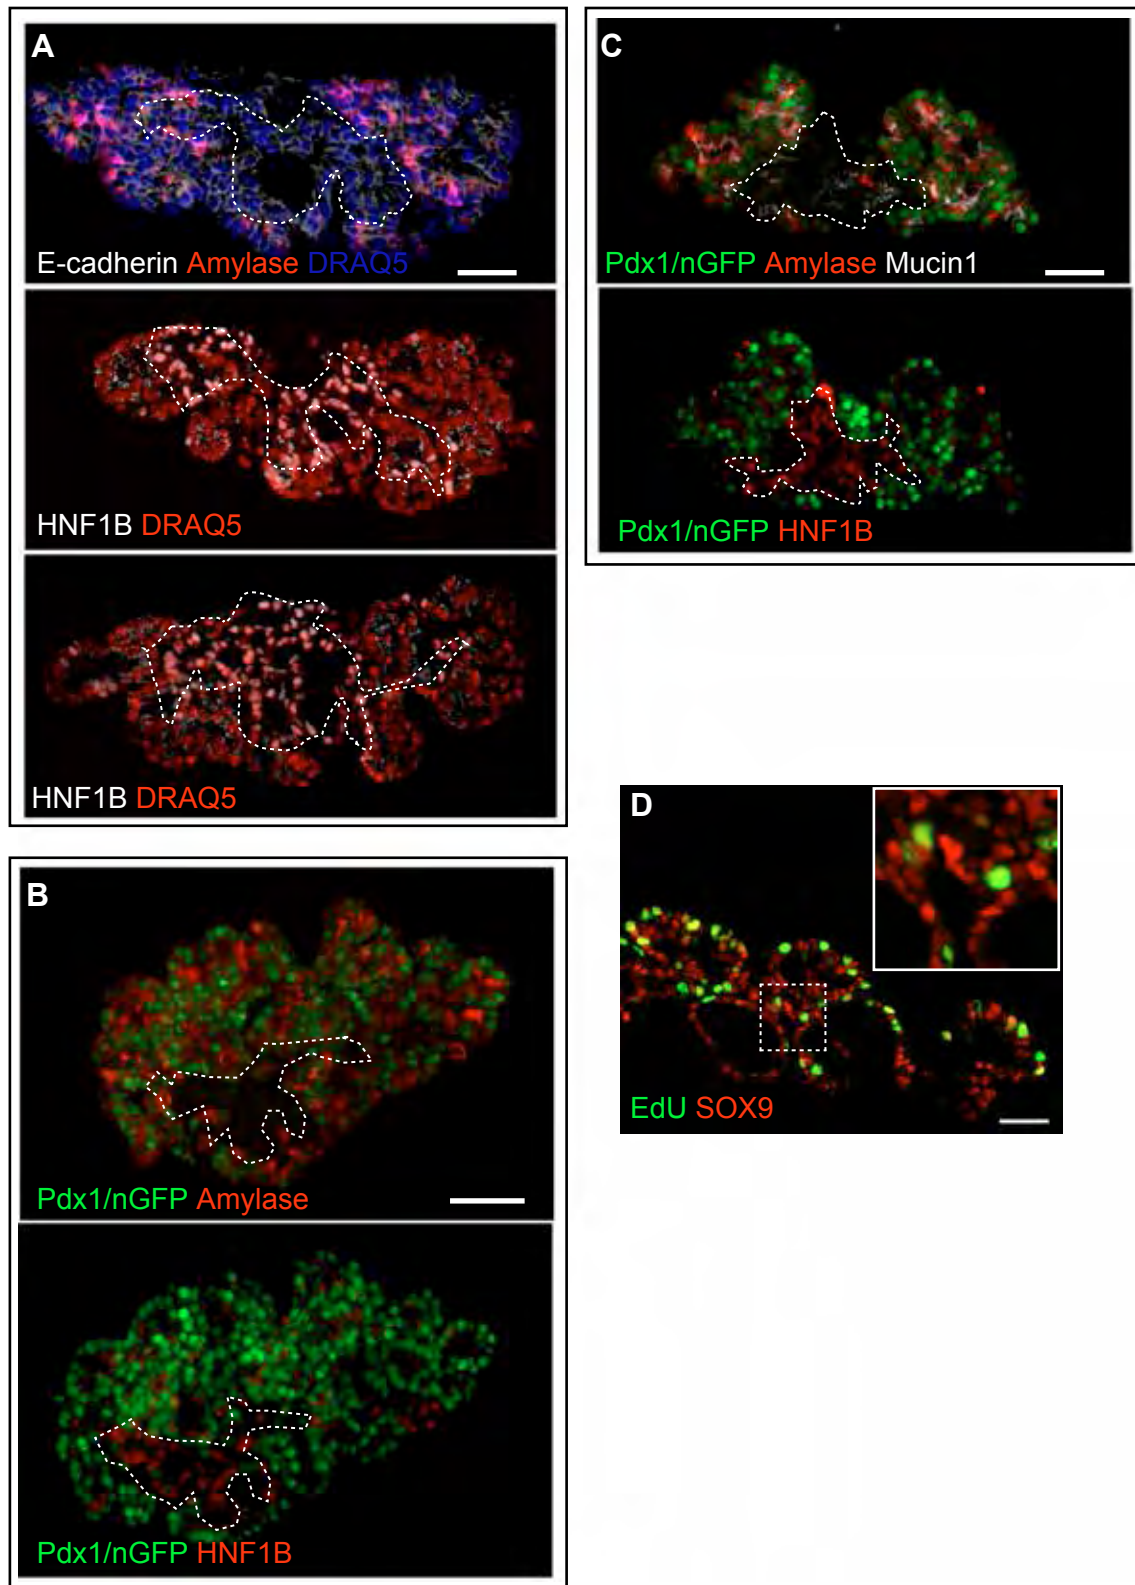 A
E-cadherin Amylase DRAQ5
HNF1B DRAQ5
HNF1B DRAQ5
B
Pdx1/nGFP Amylase
Pdx1/nGFP HNF1B
C
Pdx1/nGFP Amylase Mucin1
Pdx1/nGFP HNF1B
D
EdU SOX9